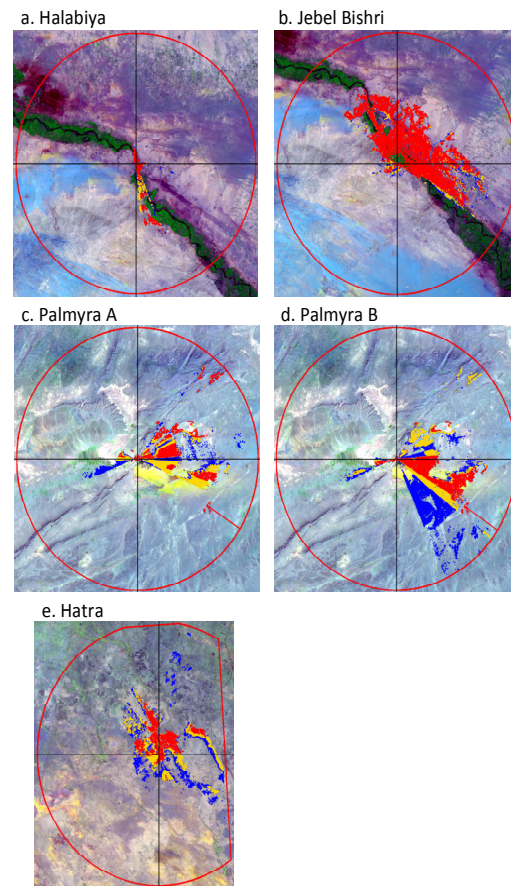 a. Halabiya
b. Jebel Bishri
c. Palmyra A
d. Palmyra B
e. Hatra